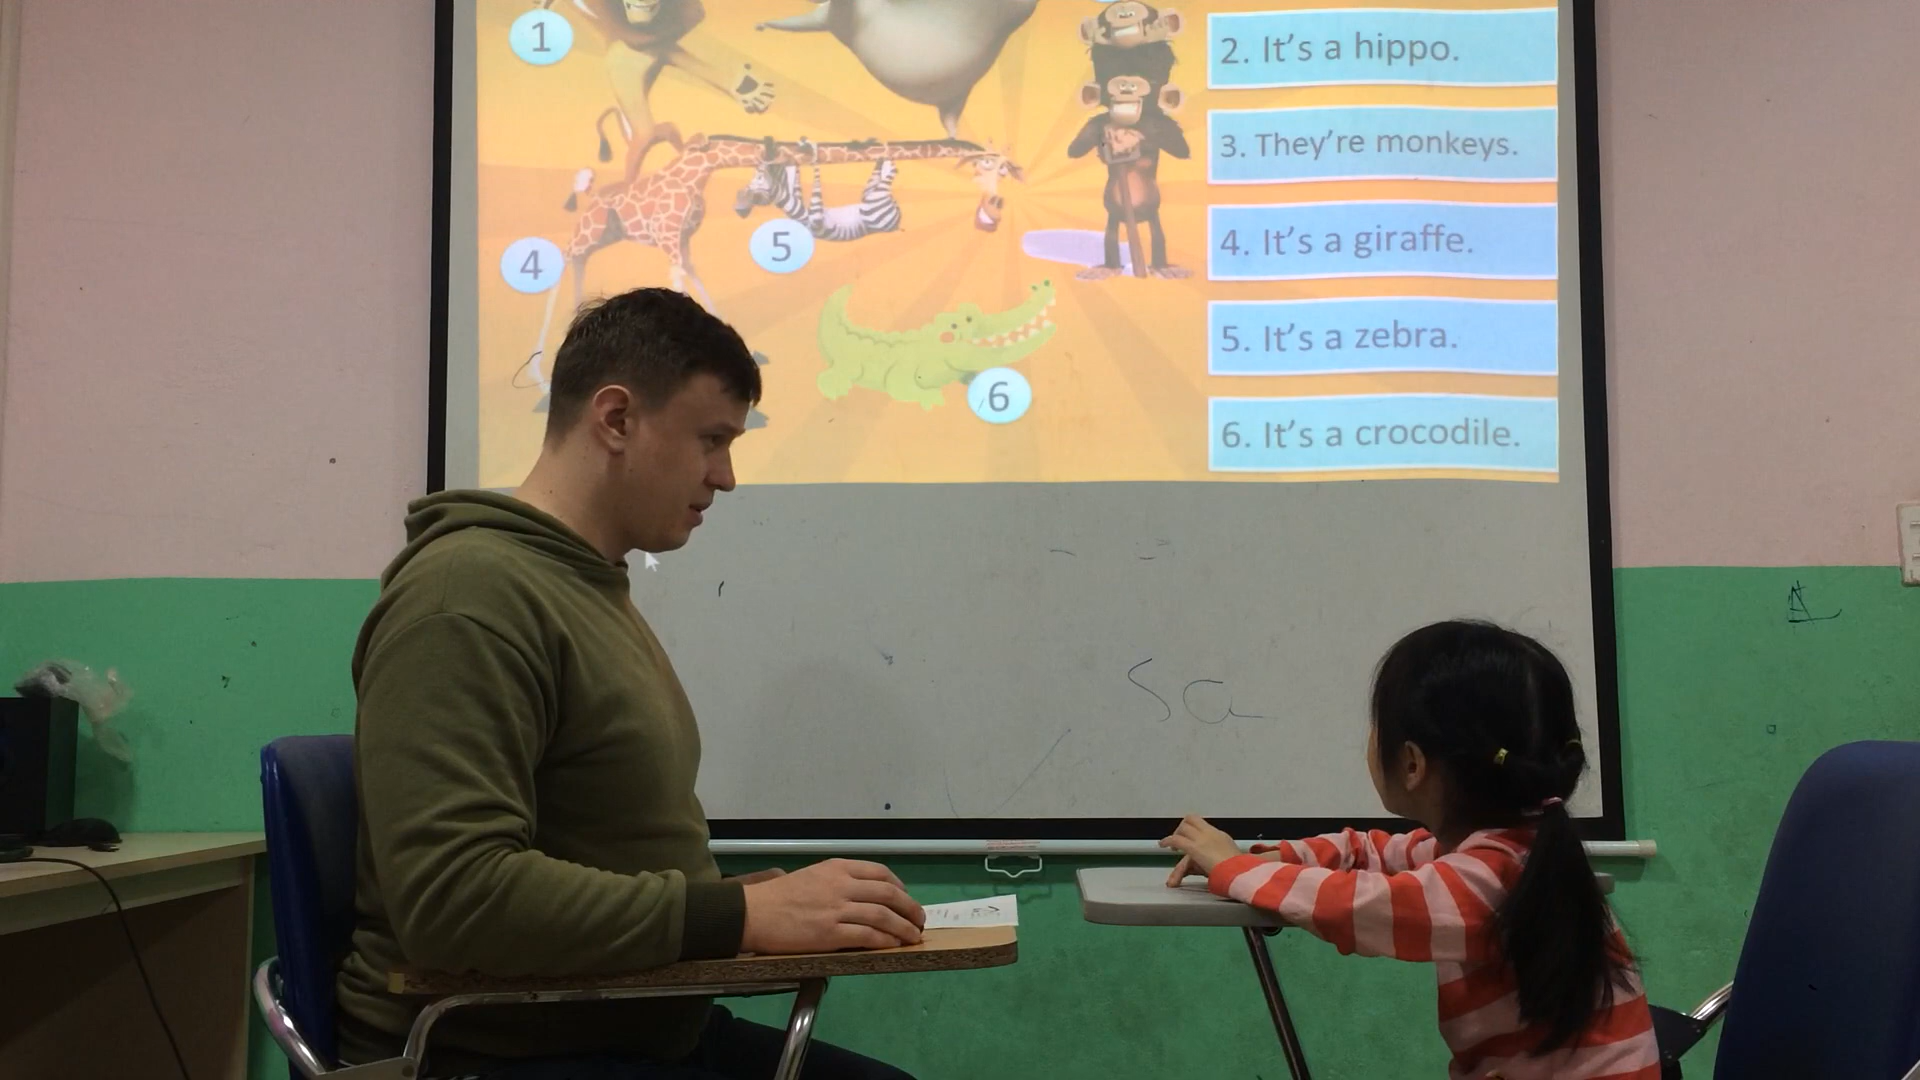 1
2. It's a hippo.
3. They're monkeys.
4
5
4. It's a giraffe.
5. It's a zebra.
6
6. It's a crocodile.
sa